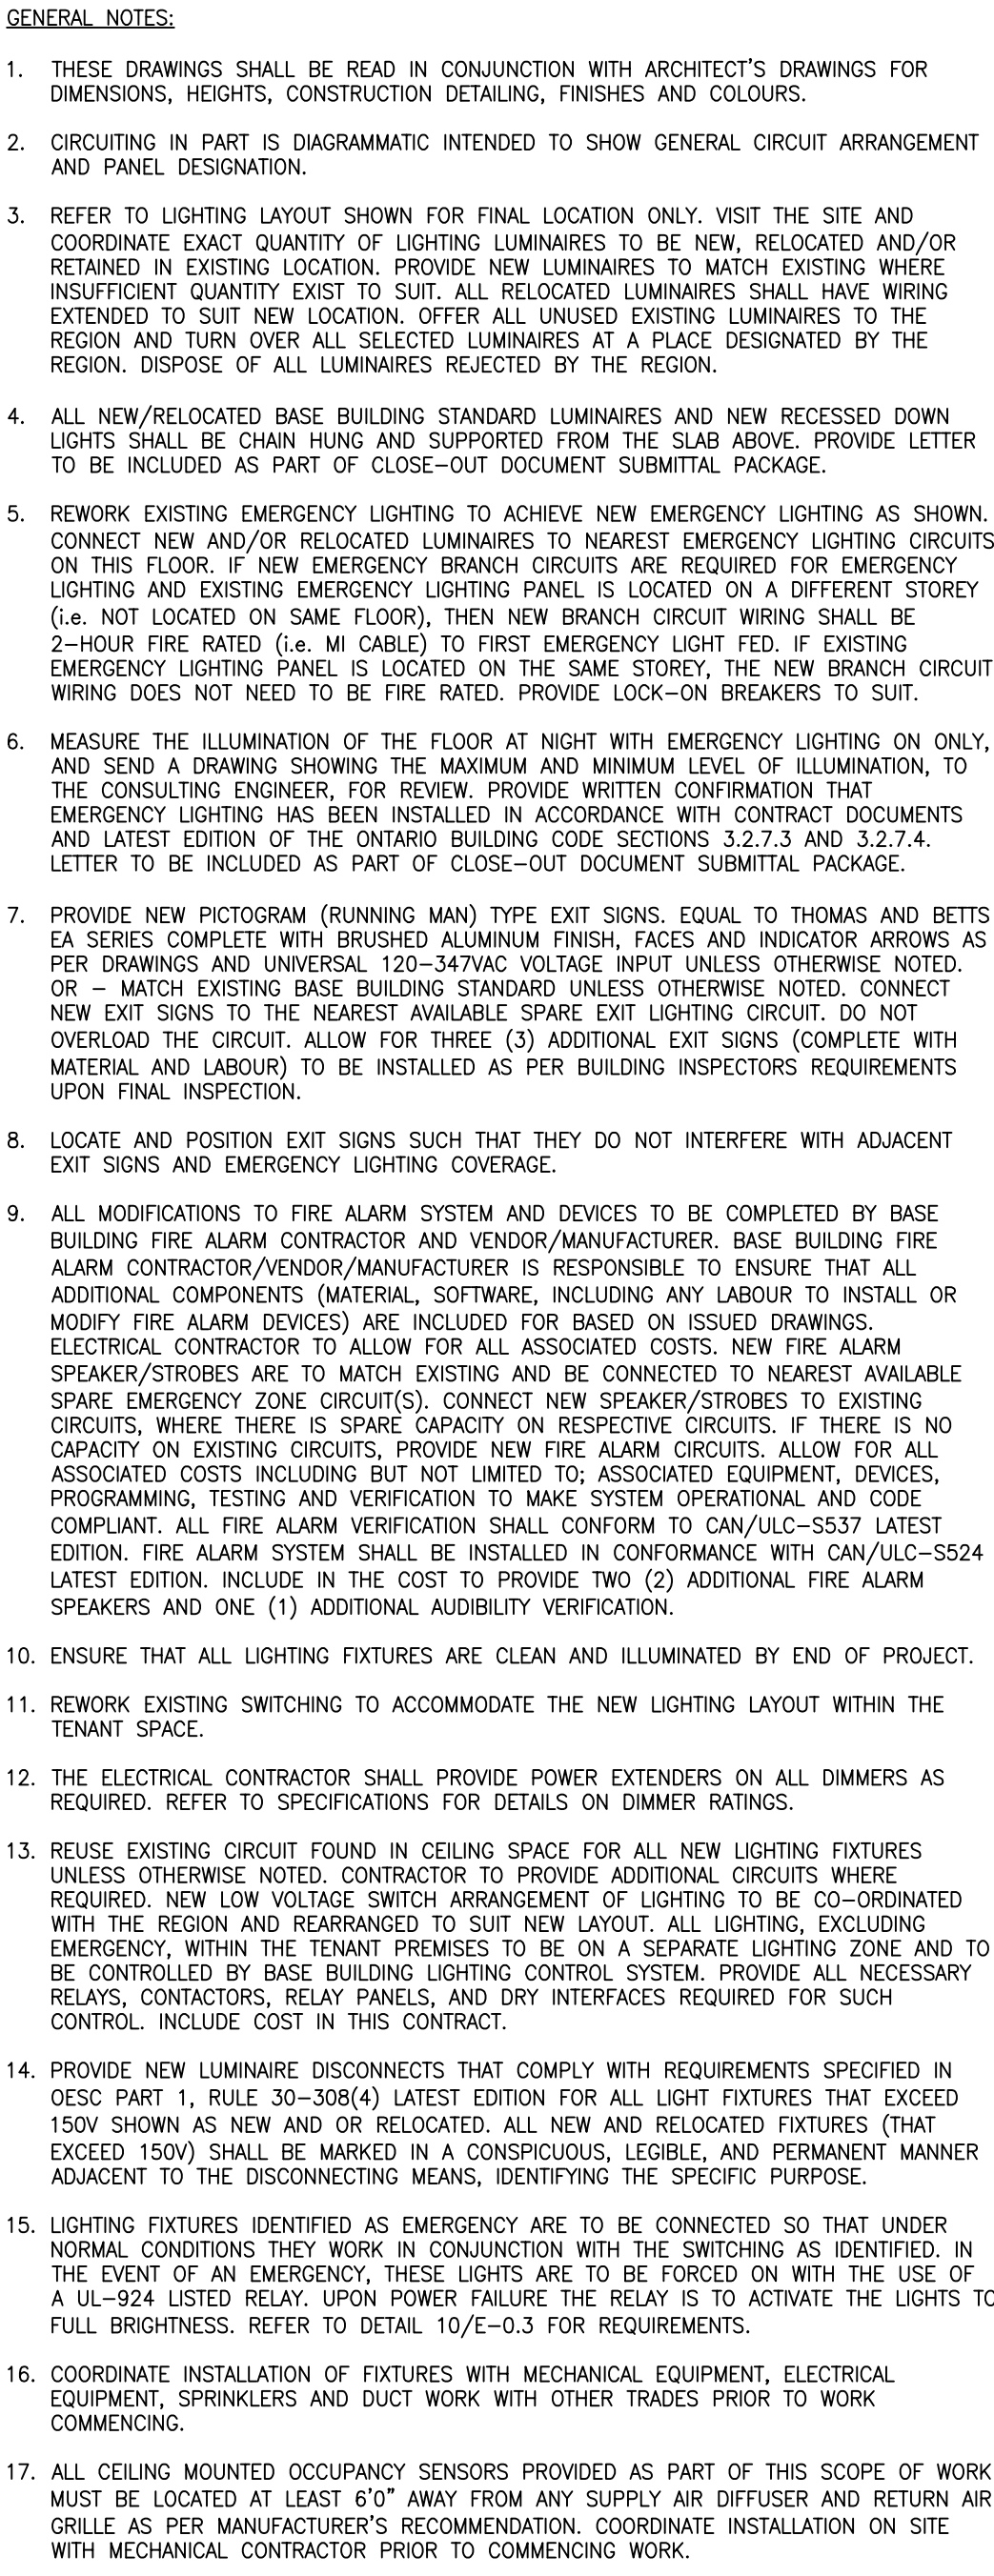 GENERAL NOTES:
1. THESE DRAWINGS SHALL BE READ IN CONJUNCTION WITH ARCHITECT'S DRAWINGS FOR
DIMENSIONS, HEIGHTS, CONSTRUCTION DETAILING, FINISHES AND COLOURS.
2. CIRCUITING IN PART IS DIAGRAMMATIC INTENDED TO SHOW GENERAL CIRCUIT ARRANGEMENT
AND PANEL DESIGNATION.
3. REFER TO LIGHTING LAYOUT SHOWN FOR FINAL LOCATION ONLY. VISIT THE SITE AND
COORDINATE EXACT QUANTITY OF LIGHTING LUMINAIRES TO BE NEW, RELOCATED AND/OR
RETAINED IN EXISTING LOCATION. PROVIDE NEW LUMINAIRES TO MATCH EXISTING WHERE
INSUFFICIENT QUANTITY EXIST TO SUIT. ALL RELOCATED LUMINAIRES SHALL HAVE WIRING
EXTENDED TO SUIT NEW LOCATION. OFFER ALL UNUSED EXISTING LUMINAIRES TO THE
REGION AND TURN OVER ALL SELECTED LUMINAIRES AT A PLACE DESIGNATED BY THE
REGION. DISPOSE OF ALL LUMINAIRES REJECTED BY THE REGION.
4. ALL NEW/RELOCATED BASE BUILDING STANDARD LUMINAIRES AND NEW RECESSED DOWN
LIGHTS SHALL BE CHAIN HUNG AND SUPPORTED FROM THE SLAB ABOVE. PROVIDE LETTER
TO BE INCLUDED AS PART OF CLOSE-OUT DOCUMENT SUBMITTAL PACKAGE.
5. REWORK EXISTING EMERGENCY LIGHTING TO ACHIEVE NEW EMERGENCY LIGHTING AS SHOWN.
CONNECT NEW AND/OR RELOCATED LUMINAIRES TO NEAREST EMERGENCY LIGHTING CIRCUITS
ON THIS FLOOR. IF NEW EMERGENCY BRANCH CIRCUITS ARE REQUIRED FOR EMERGENCY
LIGHTING AND EXISTING EMERGENCY LIGHTING PANEL IS LOCATED ON A DIFFERENT STOREY
(i.e. NOT LOCATED ON SAME FLOOR), THEN NEW BRANCH CIRCUIT WIRING SHALL BE
2-HOUR FIRE RATED (i.e. MI CABLE) TO FIRST EMERGENCY LIGHT FED. IF EXISTING
EMERGENCY LIGHTING PANEL IS LOCATED ON THE SAME STOREY, THE NEW BRANCH CIRCUIT
WIRING DOES NOT NEED TO BE FIRE RATED. PROVIDE LOCK-ON BREAKERS TO SUIT.
6. MEASURE THE ILLUMINATION OF THE FLOOR AT NIGHT WITH EMERGENCY LIGHTING ON ONLY,
AND SEND A DRAWING SHOWING THE MAXIMUM AND MINIMUM LEVEL OF ILLUMINATION, TO
THE CONSULTING ENGINEER, FOR REVIEW. PROVIDE WRITTEN CONFIRMATION THAT
EMERGENCY LIGHTING HAS BEEN INSTALLED IN ACCORDANCE WITH CONTRACT DOCUMENTS
AND LATEST EDITION OF THE ONTARIO BUILDING CODE SECTIONS 3.2.7.3 AND 3.2.7.4.
LETTER TO BE INCLUDED AS PART OF CLOSE-OUT DOCUMENT SUBMITTAL PACKAGE.
7. PROVIDE NEW PICTOGRAM (RUNNING MAN) TYPE EXIT SIGNS. EQUAL TO THOMAS AND BETTS
EA SERIES COMPLETE WITH BRUSHED ALUMINUM FINISH, FACES AND INDICATOR ARROWS AS
PER DRAWINGS AND UNIVERSAL 120-347VAC VOLTAGE INPUT UNLESS OTHERWISE NOTED.
OR - MATCH EXISTING BASE BUILDING STANDARD UNLESS OTHERWISE NOTED. CONNECT
NEW EXIT SIGNS TO THE NEAREST AVAILABLE SPARE EXIT LIGHTING CIRCUIT. DO NOT
OVERLOAD THE CIRCUIT. ALLOW FOR THREE (3) ADDITIONAL EXIT SIGNS (COMPLETE WITH
MATERIAL AND LABOUR) TO BE INSTALLED AS PER BUILDING INSPECTORS REQUIREMENTS
UPON FINAL INSPECTION.
8. LOCATE AND POSITION EXIT SIGNS SUCH THAT THEY DO NOT INTERFERE WITH ADJACENT
EXIT SIGNS AND EMERGENCY LIGHTING COVERAGE.
9. ALL MODIFICATIONS TO FIRE ALARM SYSTEM AND DEVICES TO BE COMPLETED BY BASE
BUILDING FIRE ALARM CONTRACTOR AND VENDOR/MANUFACTURER. BASE BUILDING FIRE
ALARM CONTRACTOR/VENDOR/MANUFACTURER IS RESPONSIBLE TO ENSURE THAT ALL
ADDITIONAL COMPONENTS (MATERIAL, SOFTWARE, INCLUDING ANY LABOUR TO INSTALL OR
MODIFY FIRE ALARM DEVICES) ARE INCLUDED FOR BASED ON ISSUED DRAWINGS.
ELECTRICAL CONTRACTOR TO ALLOW FOR ALL ASSOCIATED COSTS. NEW FIRE ALARM
SPEAKER/STROBES ARE TO MATCH EXISTING AND BE CONNECTED TO NEAREST AVAILABLE
SPARE EMERGENCY ZONE CIRCUIT(S). CONNECT NEW SPEAKER/STROBES TO EXISTING
CIRCUITS, WHERE THERE IS SPARE CAPACITY ON RESPECTIVE CIRCUITS. IF THERE IS NO
CAPACITY ON EXISTING CIRCUITS, PROVIDE NEW FIRE ALARM CIRCUITS. ALLOW FOR ALL
ASSOCIATED COSTS INCLUDING BUT NOT LIMITED TO; ASSOCIATED EQUIPMENT, DEVICES,
PROGRAMMING, TESTING AND VERIFICATION TO MAKE SYSTEM OPERATIONAL AND CODE
COMPLIANT. ALL FIRE ALARM VERIFICATION SHALL CONFORM TO CAN/ULC-S537 LATEST
EDITION. FIRE ALARM SYSTEM SHALL BE INSTALLED IN CONFORMANCE WITH CAN/ULC-S524
LATEST EDITION. INCLUDE IN THE COST TO PROVIDE TWO (2) ADDITIONAL FIRE ALARM
SPEAKERS AND ONE (1) ADDITIONAL AUDIBILITY VERIFICATION.
10. ENSURE THAT ALL LIGHTING FIXTURES ARE CLEAN AND ILLUMINATED BY END OF PROJECT.
11. REWORK EXISTING SWITCHING TO ACCOMMODATE THE NEW LIGHTING LAYOUT WITHIN THE
TENANT SPACE.
12. THE ELECTRICAL CONTRACTOR SHALL PROVIDE POWER EXTENDERS ON ALL DIMMERS AS
REQUIRED. REFER TO SPECIFICATIONS FOR DETAILS ON DIMMER RATINGS.
13. REUSE EXISTING CIRCUIT FOUND IN CEILING SPACE FOR ALL NEW LIGHTING FIXTURES
UNLESS OTHERWISE NOTED. CONTRACTOR TO PROVIDE ADDITIONAL CIRCUITS WHERE
REQUIRED. NEW LOW VOLTAGE SWITCH ARRANGEMENT OF LIGHTING TO BE CO-ORDINATED
WITH THE REGION AND REARRANGED TO SUIT NEW LAYOUT. ALL LIGHTING, EXCLUDING
EMERGENCY, WITHIN THE TENANT PREMISES TO BE ON A SEPARATE LIGHTING ZONE AND TO
BE CONTROLLED BY BASE BUILDING LIGHTING CONTROL SYSTEM. PROVIDE ALL NECESSARY
RELAYS, CONTACTORS, RELAY PANELS, AND DRY INTERFACES REQUIRED FOR SUCH
CONTROL. INCLUDE COST IN THIS CONTRACT.
14. PROVIDE NEW LUMINAIRE DISCONNECTS THAT COMPLY WITH REQUIREMENTS SPECIFIED IN
OESC PART 1, RULE 30-308(4) LATEST EDITION FOR ALL LIGHT FIXTURES THAT EXCEED
150V SHOWN AS NEW AND OR RELOCATED. ALL NEW AND RELOCATED FIXTURES (THAT
EXCEED 150V) SHALL BE MARKED IN A CONSPICUOUS, LEGIBLE, AND PERMANENT MANNER
ADJACENT TO THE DISCONNECTING MEANS, IDENTIFYING THE SPECIFIC PURPOSE.
15. LIGHTING FIXTURES IDENTIFIED AS EMERGENCY ARE TO BE CONNECTED SO THAT UNDER
NORMAL CONDITIONS THEY WORK IN CONJUNCTION WITH THE SWITCHING AS IDENTIFIED. IN
THE EVENT OF AN EMERGENCY, THESE LIGHTS ARE TO BE FORCED ON WITH THE USE OF
A UL-924 LISTED RELAY. UPON POWER FAILURE THE RELAY IS TO ACTIVATE THE LIGHTS TO
FULL BRIGHTNESS. REFER TO DETAIL 10/E-0.3 FOR REQUIREMENTS.
16. COORDINATE INSTALLATION OF FIXTURES WITH MECHANICAL EQUIPMENT, ELECTRICAL
EQUIPMENT, SPRINKLERS AND DUCT WORK WITH OTHER TRADES PRIOR TO WORK
COMMENCING.
17. ALL CEILING MOUNTED OCCUPANCY SENSORS PROVIDED AS PART OF THIS SCOPE OF WORK
MUST BE LOCATED AT LEAST 6'0" AWAY FROM ANY SUPPLY AIR DIFFUSER AND RETURN AIR
GRILLE AS PER MANUFACTURER'S RECOMMENDATION. COORDINATE INSTALLATION ON SITE
WITH MECHANICAL CONTRACTOR PRIOR TO COMMENCING WORK.